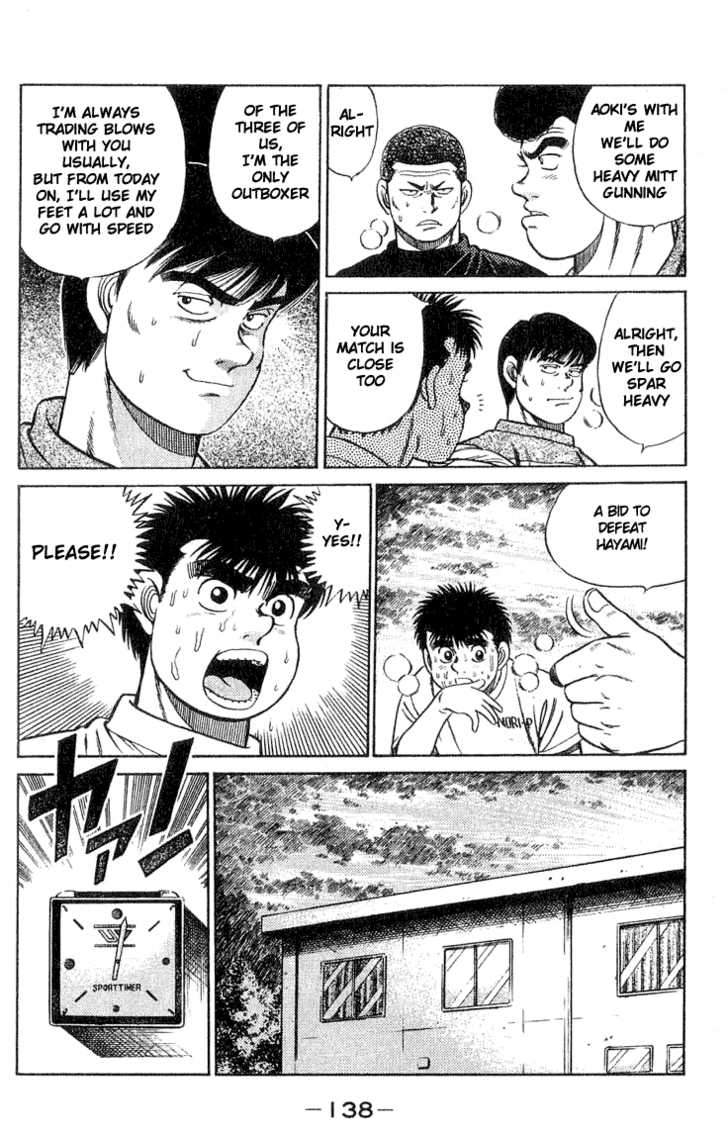 AOKI'S WITH
ME
WE'LL DO
SOME
HEAVY MITT
GUNNING
AL-
RIGHT
ALRIGHT,
THEN
WE'LL GO
SPAR
HEAVY
YOUR
MATCH IS
CLOSE
TOO
OF THE
THREE OF
US,
I'M THE
ONLY
OUTBOXER
I'M ALWAYS
TRADING BLOWS
WITH YOU
USUALLY,
BUT FROM TODAY
ON, I'LL USE MY
FEET A LOT AND
GO WITH SPEED
A BID TO
DEFEAT
HAYAMI!
NORI-P
Y-
YES!!
PLEASE!!
カァ!
SPORTTIMER
—138—